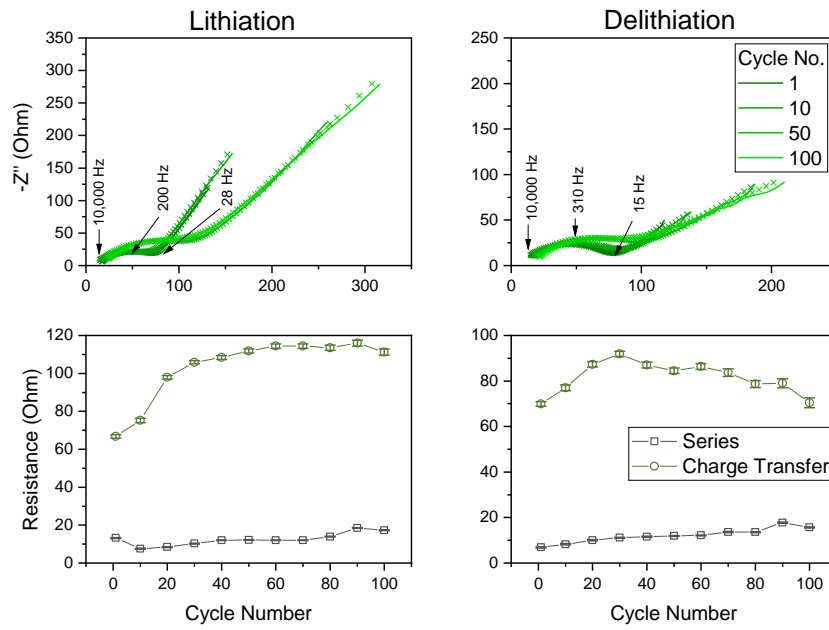 Lithiation
Delithiation
-Z'' (Ohm)
350
300
250
200
150
100
50
0
0 100 200 300
10,000 Hz
200 Hz
28 Hz
250
200
150
100
50
0
0 100 200
10,000 Hz
310 Hz
15 Hz
Cycle No.
1
10
50
100
Resistance (Ohm)
120
100
80
60
40
20
0
0 20 40 60 80 100
Cycle Number
100
80
60
40
20
0
0 20 40 60 80 100
Cycle Number
Series
Charge Transfer